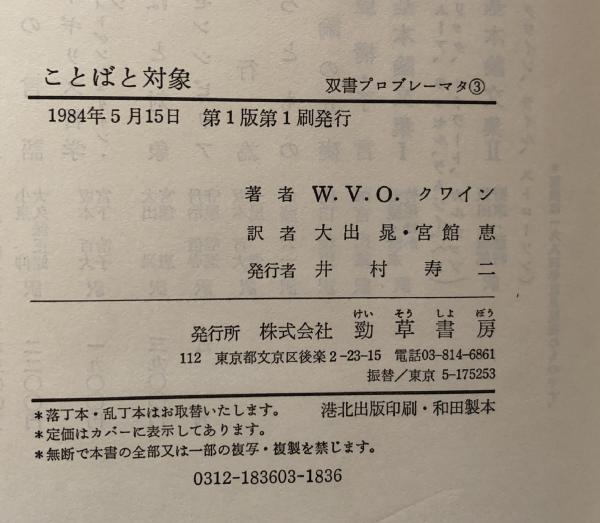 ことばと対象　双書プロブレーマタ③
1984年5月15日　第1版第1刷発行
著者　W.V.O.クワイン
訳者　大出晁・宮館恵
発行者　井村寿二
けいそうしよぼう
発行所　株式会社　勁草書房
112　東京都文京区後楽2-23-15　電話03-814-6861
振替/東京 5-175253
＊落丁本・乱丁本はお取替いたします。　港北出版印刷・和田製本
＊定価はカバーに表示してあります。
＊無断で本書の全部又は一部の複写・複製を禁じます。
0312-183603-1836